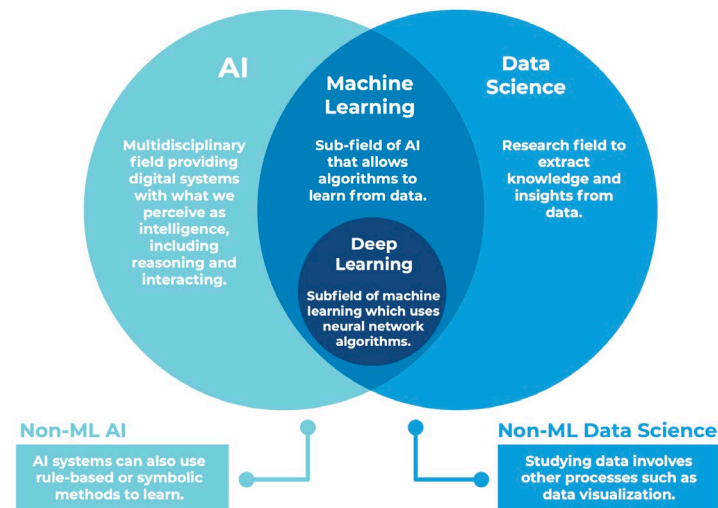 AI
Multidisciplinary
field providing
digital systems
with what we
perceive as
intelligence,
including
reasoning and
interacting.
Machine
Learning
Sub-field of AI
that allows
algorithms to
learn from data.
Deep
Learning
Subfield of machine
learning which uses
neural network
algorithms.
Data
Science
Research field to
extract
knowledge and
insights from
data.
Non-ML AI
AI systems can also use
rule-based or symbolic
methods to learn.
Non-ML Data Science
Studying data involves
other processes such as
data visualization.